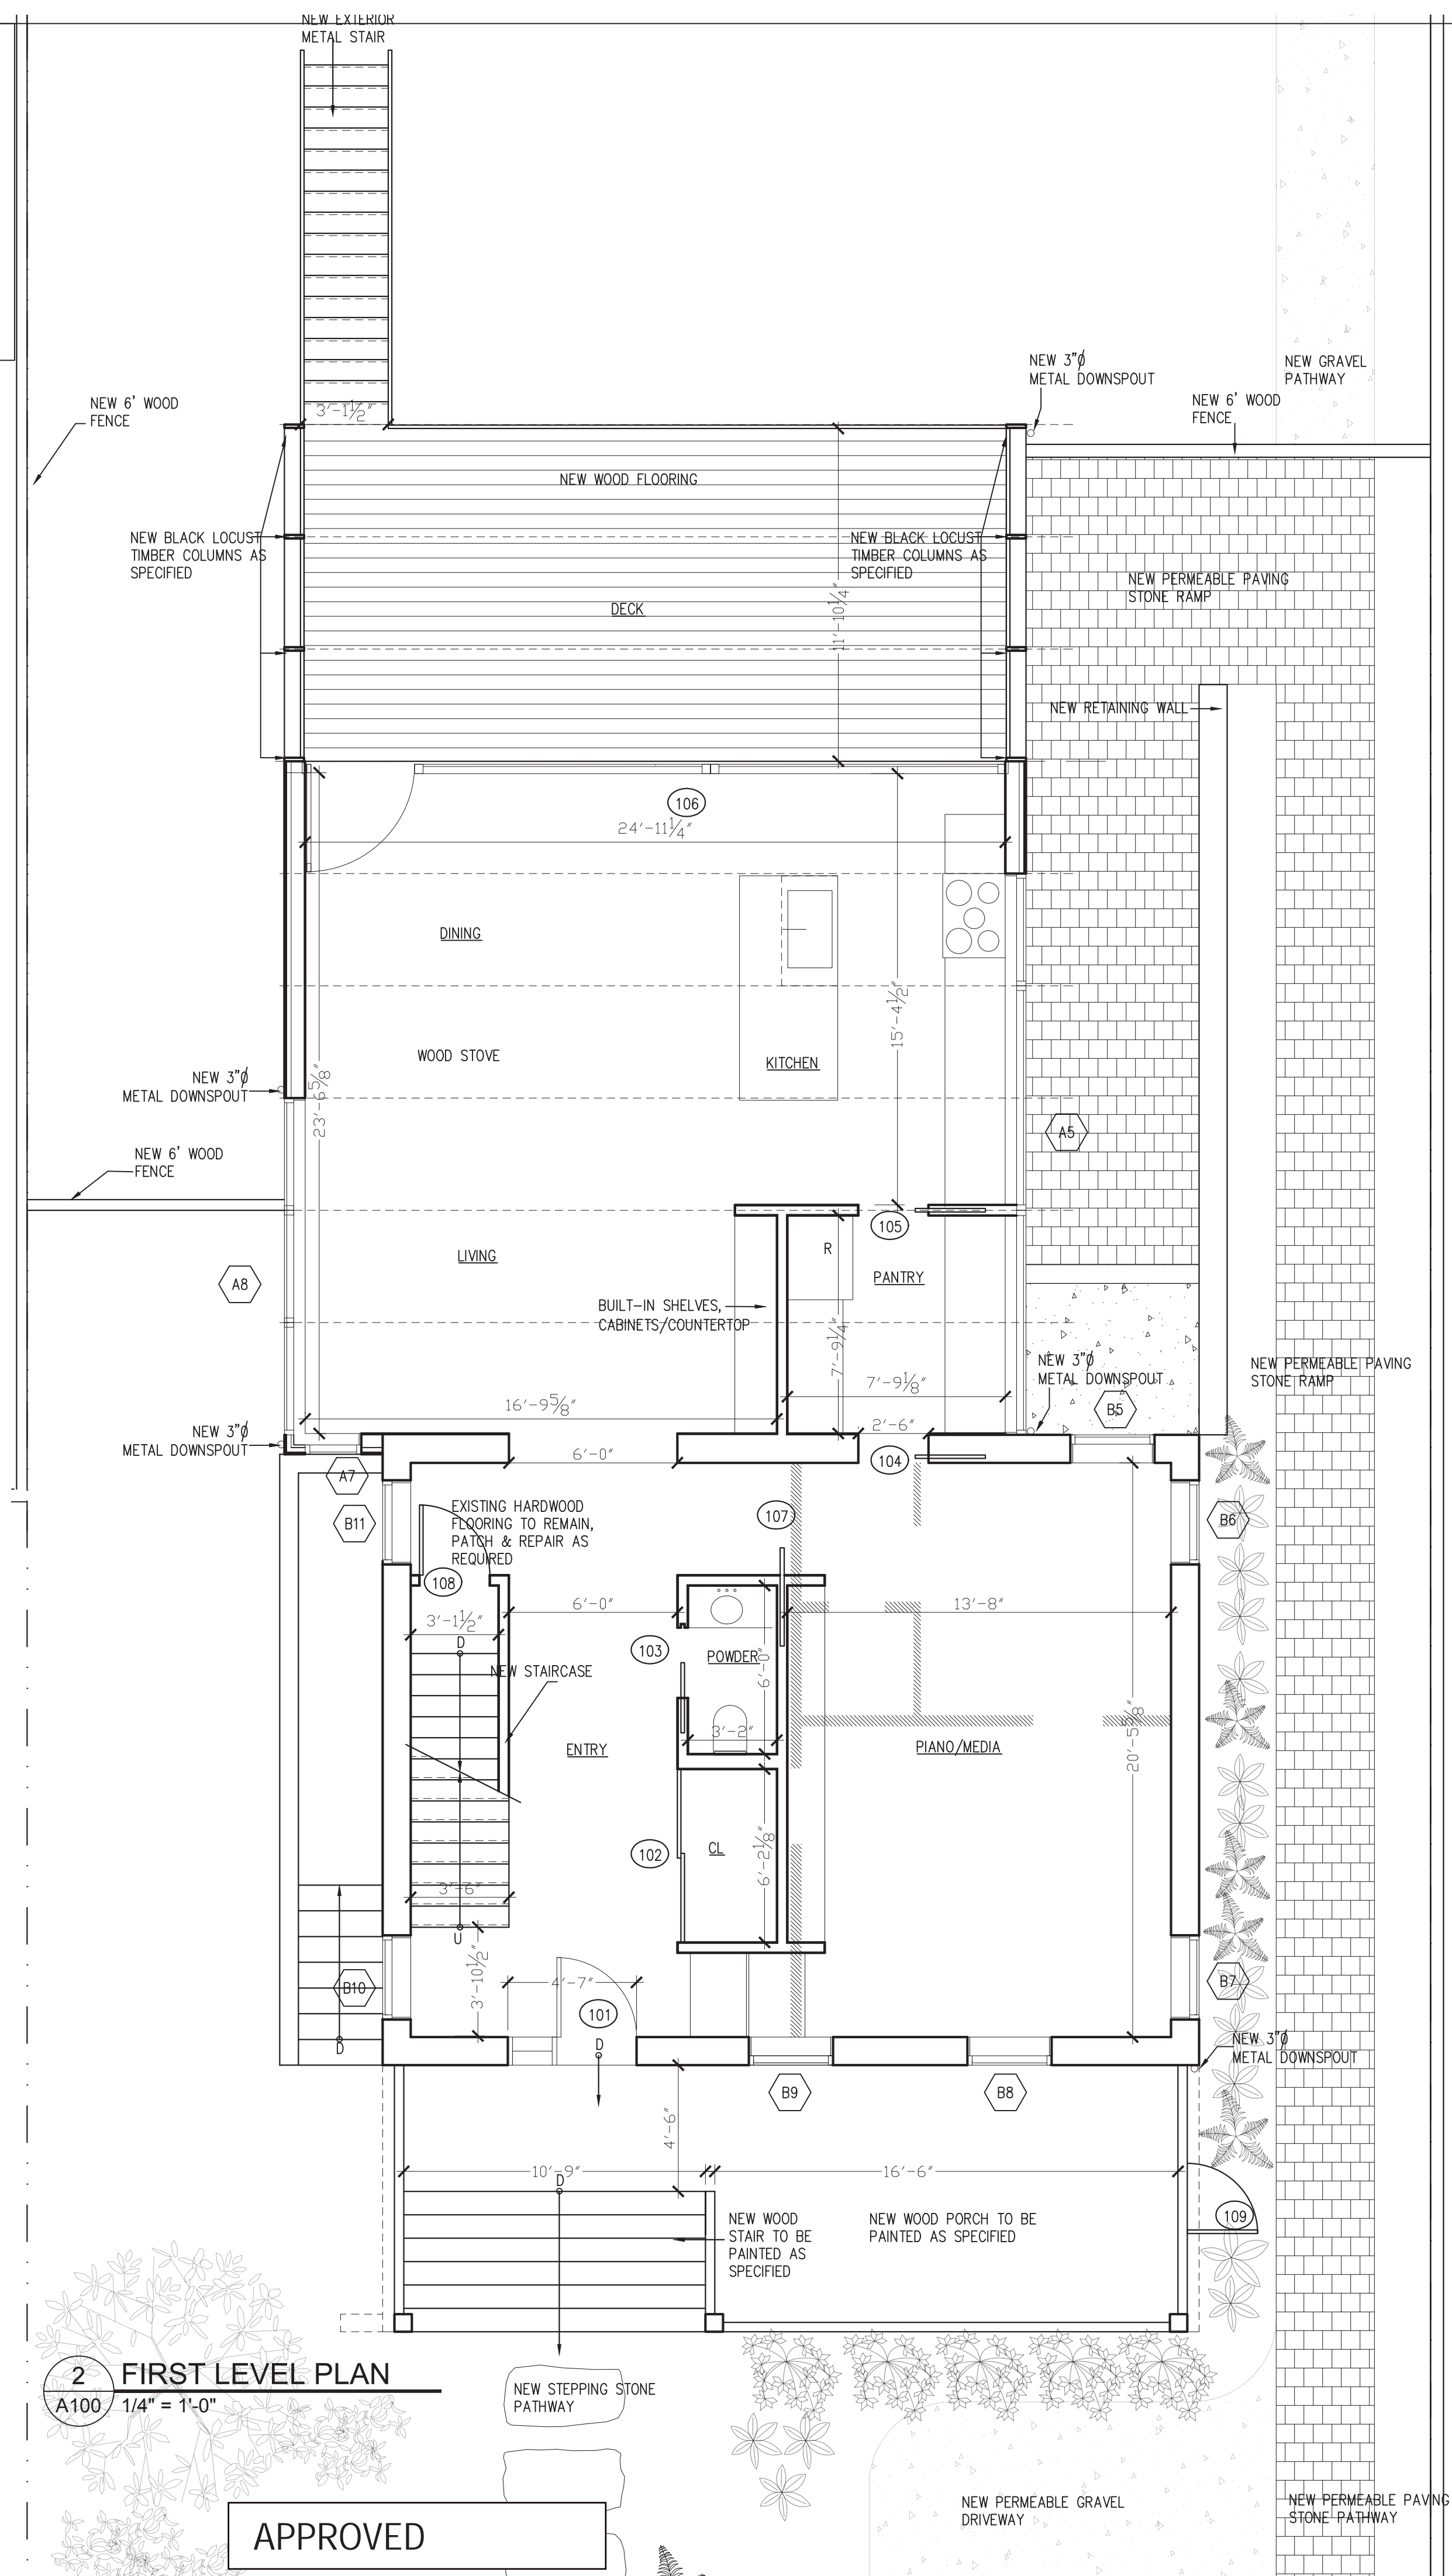 NEW EXTERIOR
METAL STAIR
3'-1½"
NEW 3"Ø
METAL DOWNSPOUT
NEW GRAVEL
PATHWAY
NEW 6' WOOD
FENCE
NEW 6' WOOD
FENCE
NEW WOOD FLOORING
NEW BLACK LOCUST
TIMBER COLUMNS AS
SPECIFIED
NEW BLACK LOCUST
TIMBER COLUMNS AS
SPECIFIED
NEW PERMEABLE PAVING
STONE RAMP
DECK
11'-10¼"
NEW RETAINING WALL
106
24'-11¼"
DINING
15'-4½"
WOOD STOVE
KITCHEN
NEW 3"Ø
METAL DOWNSPOUT
23'-6⅝"
A5
NEW 6' WOOD
FENCE
105
LIVING
R
PANTRY
A8
BUILT-IN SHELVES,
CABINETS/COUNTERTOP
7'-9¼"
NEW 3"Ø
METAL DOWNSPOUT
NEW PERMEABLE PAVING
STONE RAMP
16'-9⅝"
7'-9⅛"
B5
2'-6"
NEW 3"Ø
METAL DOWNSPOUT
6'-0"
104
A7
B11
EXISTING HARDWOOD
FLOORING TO REMAIN,
PATCH & REPAIR AS
REQUIRED
107
B6
108
3'-1½"
6'-0"
13'-8"
D
103
POWDER
6'-0"
NEW STAIRCASE
3'-2"
ENTRY
PIANO/MEDIA
20'-5⅝"
102
CL
6'-2⅛"
3'-6"
U
3'-10½"
B10
4'-7"
101
B7
D
D
NEW 3"Ø
METAL DOWNSPOUT
B9
B8
4'-6"
10'-9"
16'-6"
D
NEW WOOD
STAIR TO BE
PAINTED AS
SPECIFIED
NEW WOOD PORCH TO BE
PAINTED AS SPECIFIED
109
2
FIRST LEVEL PLAN
A100
1/4" = 1'-0"
NEW STEPPING STONE
PATHWAY
NEW PERMEABLE GRAVEL
DRIVEWAY
NEW PERMEABLE PAVING
STONE PATHWAY
APPROVED